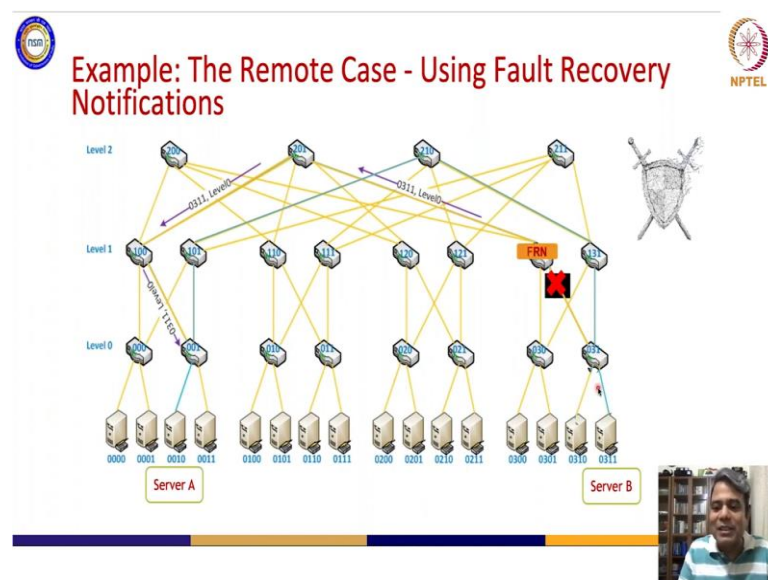 nsm
NPTEL
Example: The Remote Case - Using Fault Recovery
Notifications
Level 2
200
201
210
211
0311, Level0
0311, Level0
Level 1
100
101
110
111
120
121
FRN
131
0311, Level0
Level 0
000
001
010
011
020
021
030
031
0000
0001
0010
0011
0100
0101
0110
0111
0200
0201
0210
0211
0300
0301
0310
0311
Server A
Server B